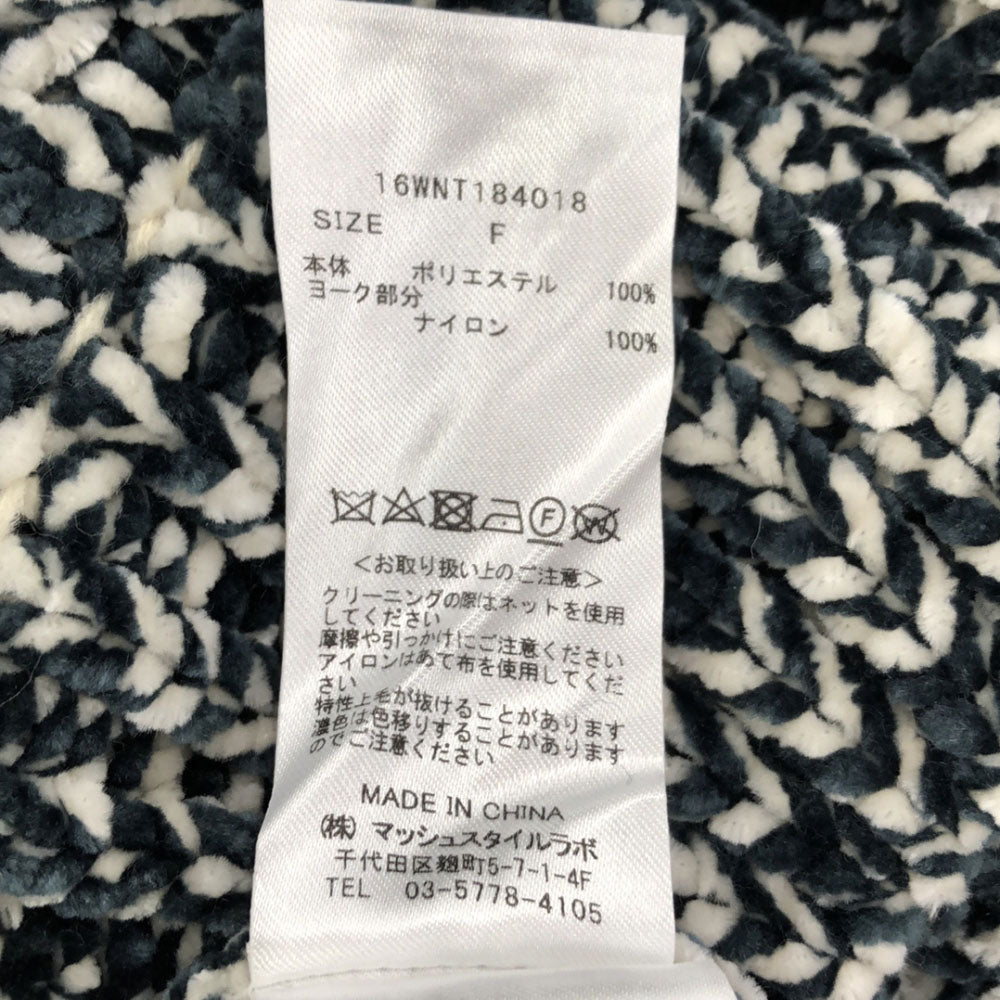 16WNT184018
SIZE F
本体 ポリエステル 100%
ヨーク部分
ナイロン 100%
F W
<お取り扱い上のご注意>
クリーニングの際はネットを使用
してください
摩擦や引っかけにご注意ください
アイロンはあて布を使用してくだ
さい
特性上毛が抜けることがあります
濃色は色移りすることがあります
のでご注意ください
MADE IN CHINA
(株)マッシュスタイルラボ
千代田区麹町5-7-1-4F
TEL 03-5778-4105